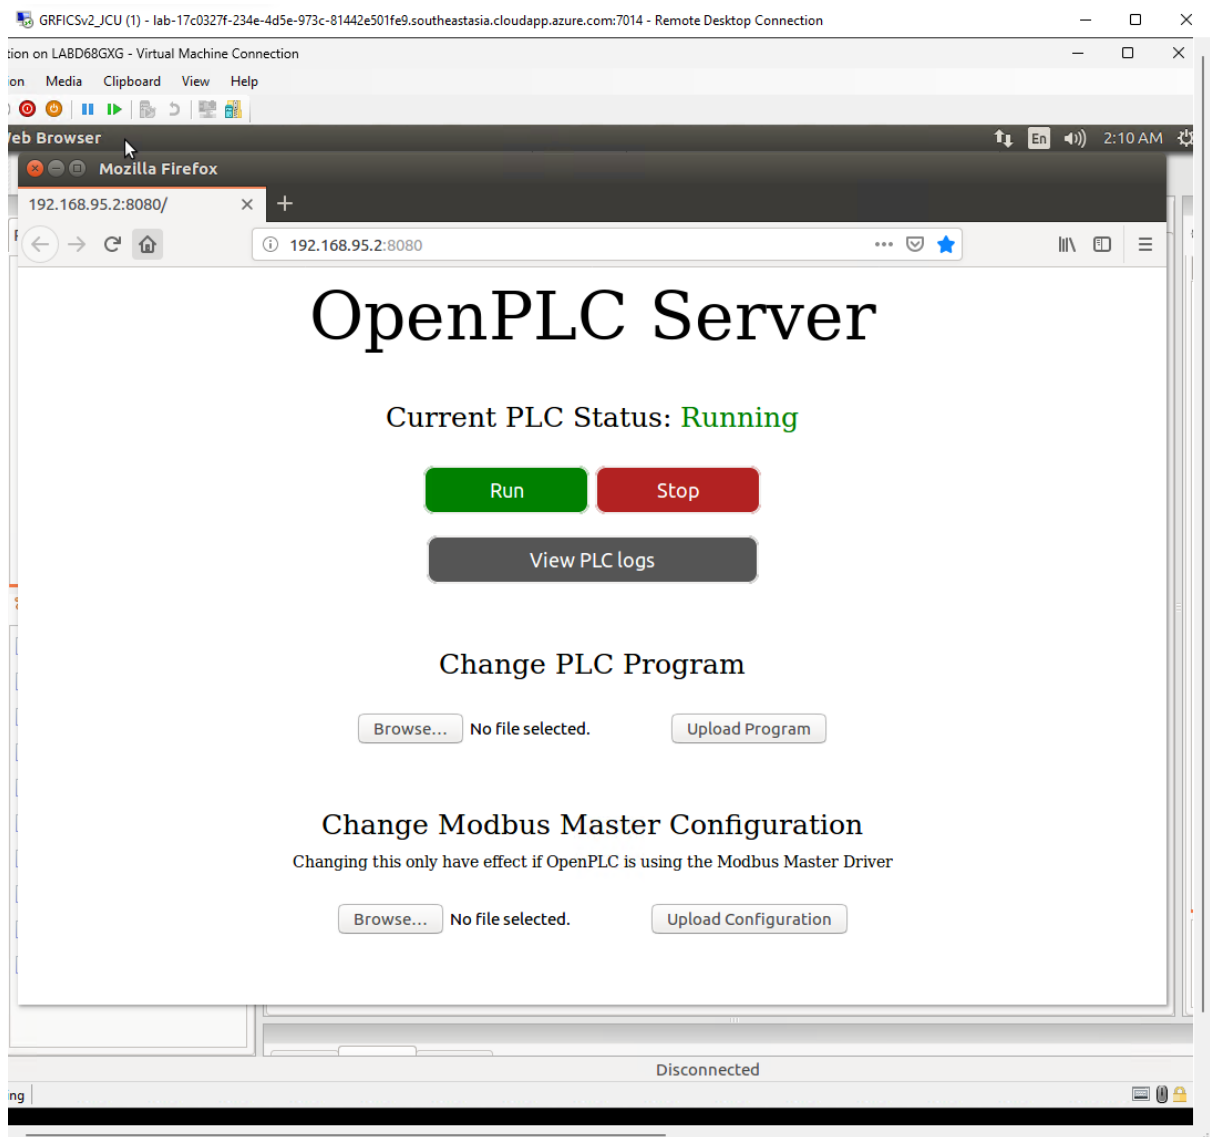 GRFICSv2_JCU (1) - lab-17c0327f-234e-4d5e-973c-81442e501fe9.southeastasia.cloudapp.azure.com:7014 - Remote Desktop Connection
tion on LABD68GXG - Virtual Machine Connection
ion Media Clipboard View Help
Web Browser En 2:10 AM
Mozilla Firefox
192.168.95.2:8080/
192.168.95.2:8080
OpenPLC Server
Current PLC Status: Running
Run Stop
View PLC logs
Change PLC Program
Browse... No file selected. Upload Program
Change Modbus Master Configuration
Changing this only have effect if OpenPLC is using the Modbus Master Driver
Browse... No file selected. Upload Configuration
Disconnected
ing